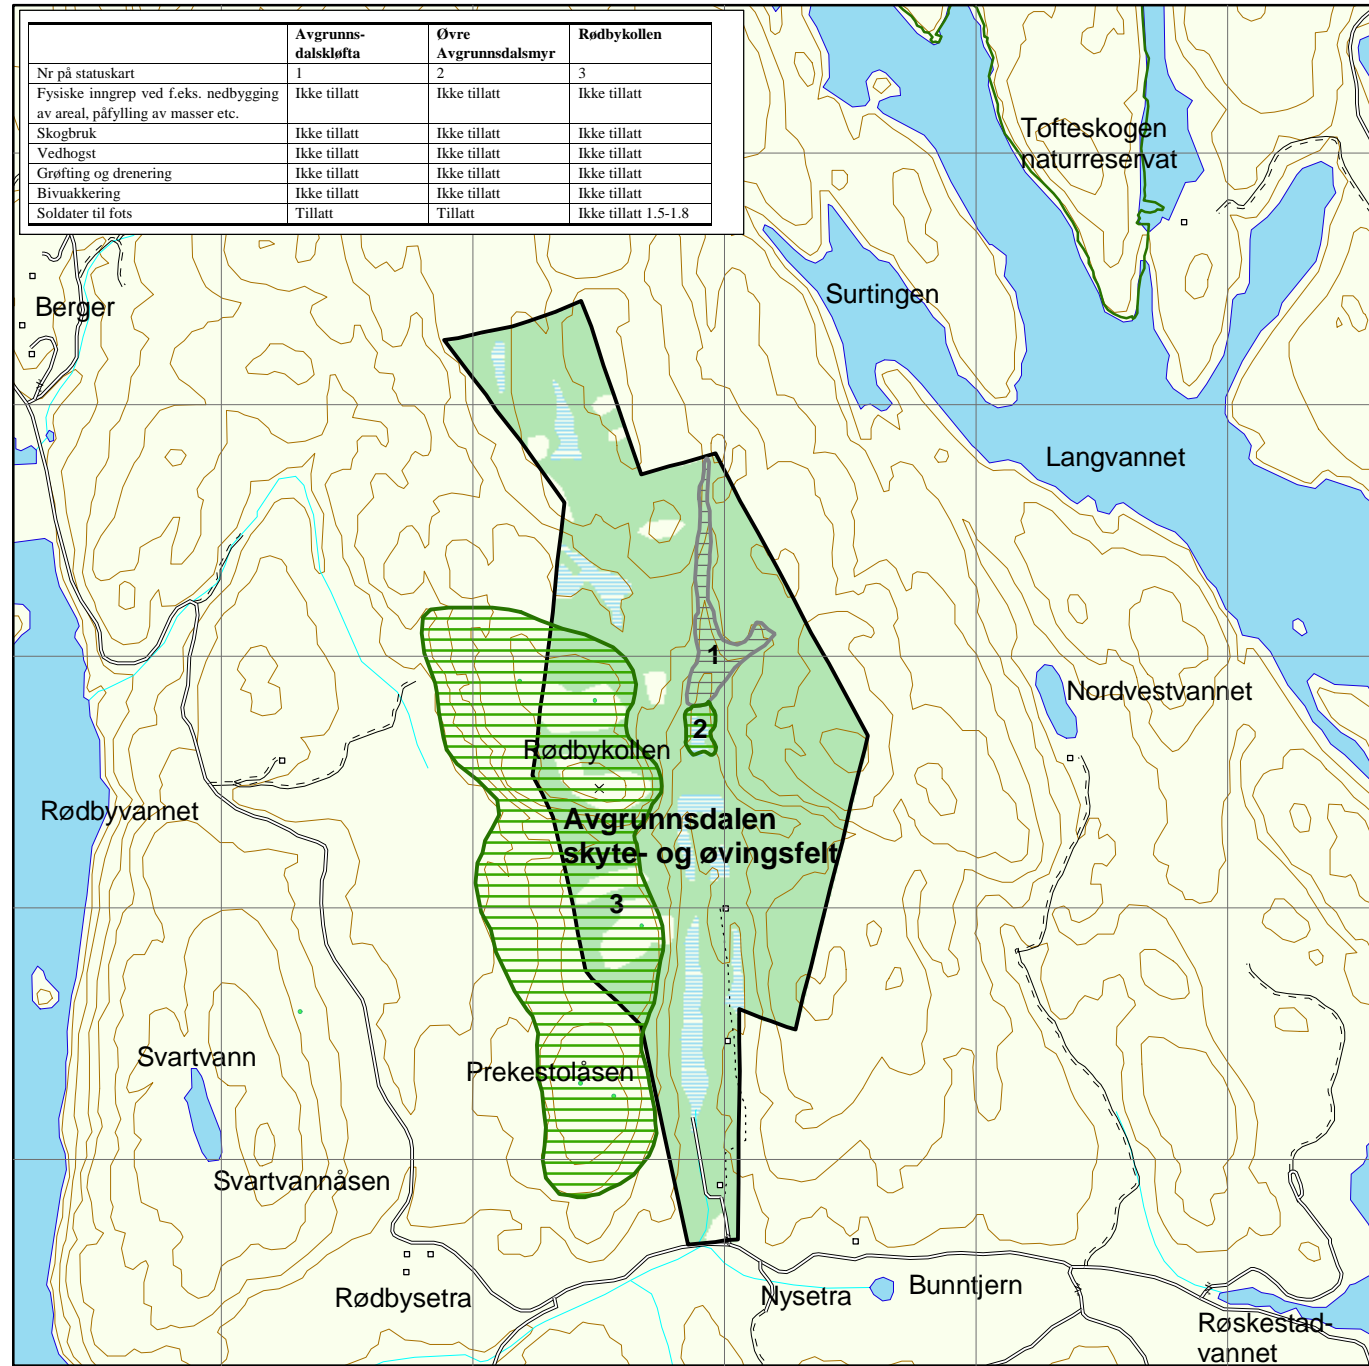 Avgrunns- Øvre Rødbykollen
dalskløfta Avgrunnsdalsmyr
Nr på statuskart 1 2 3
Fysiske inngrep ved f.eks. nedbygging Ikke tillatt Ikke tillatt Ikke tillatt
av areal, påfylling av masser etc.
Skogbruk Ikke tillatt Ikke tillatt Ikke tillatt
Vedhogst Ikke tillatt Ikke tillatt Ikke tillatt
Grøfting og drenering Ikke tillatt Ikke tillatt Ikke tillatt
Bivuakkering Ikke tillatt Ikke tillatt Ikke tillatt
Soldater til fots Tillatt Tillatt Ikke tillatt 1.5-1.8
Tofteskogen
naturreservat
Surtingen
Berger
Langvannet
1
Nordvestvannet
2
Rødbykollen
Rødbyvannet
Avgrunnsdalen
skyte- og øvingsfelt
3
Svartvann
Prekestolåsen
Svartvannåsen
Rødbysetra
Nysetra
Bunntjern
Røskestad-
vannet